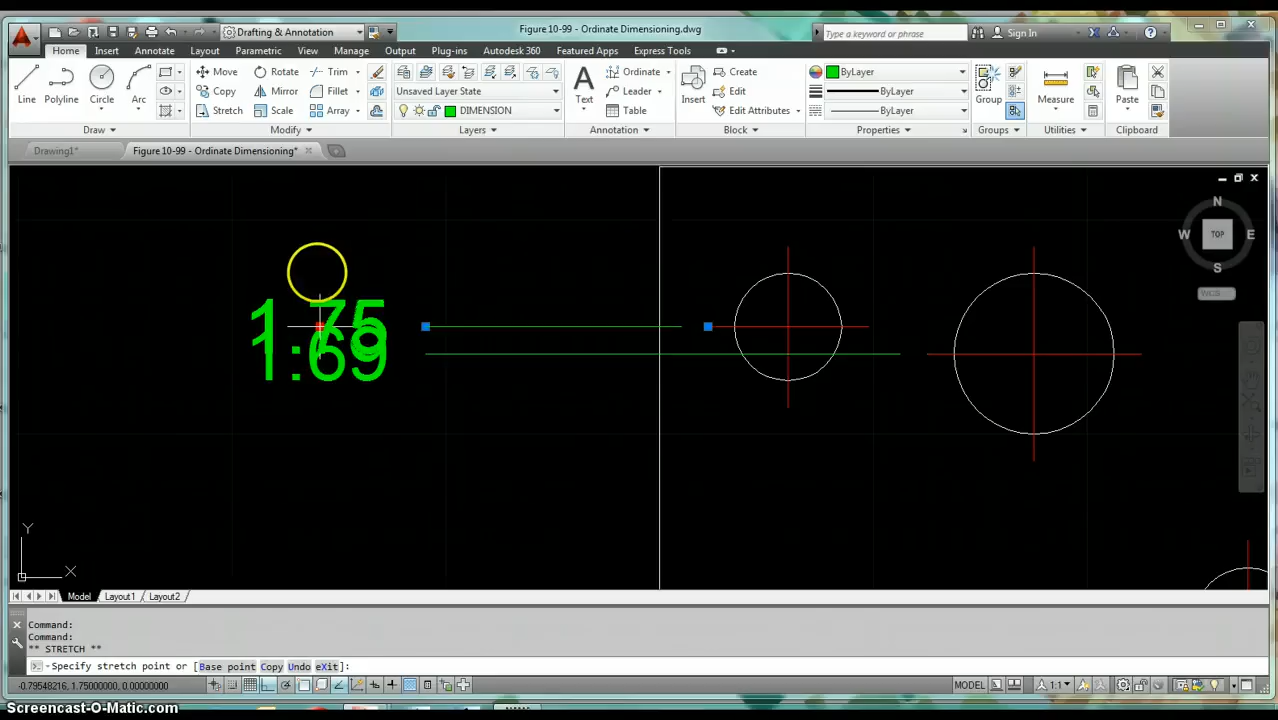 Drafting & Annotation
Figure 10-99 - Ordinate Dimensioning.dwg
Type a keyword or phrase
Sign In
Home Insert Annotate Layout Parametric View Manage Output Plug-ins Autodesk 360 Featured Apps Express Tools
Move Rotate Trim
Unsaved Layer State
Ordinate
Create
ByLayer
Copy Mirror Fillet
Leader
Edit
ByLayer
Line Polyline Circle Arc
Text
Insert
Group
Measure
Paste
Stretch Scale Array
DIMENSION
Table
Edit Attributes
ByLayer
Draw Modify Layers Annotation Block Properties Groups Utilities Clipboard
Drawing1*
Figure 10-99 - Ordinate Dimensioning*
N
W TOP E
S
WCS
1.75
1.69
Y
X
Model Layout1 Layout2
Command:
Command:
** STRETCH **
Specify stretch point or [Base point Copy Undo eXit]:
-0.79548216, 1.75000000, 0.00000000
MODEL
1:1
Screencast-O-Matic.com